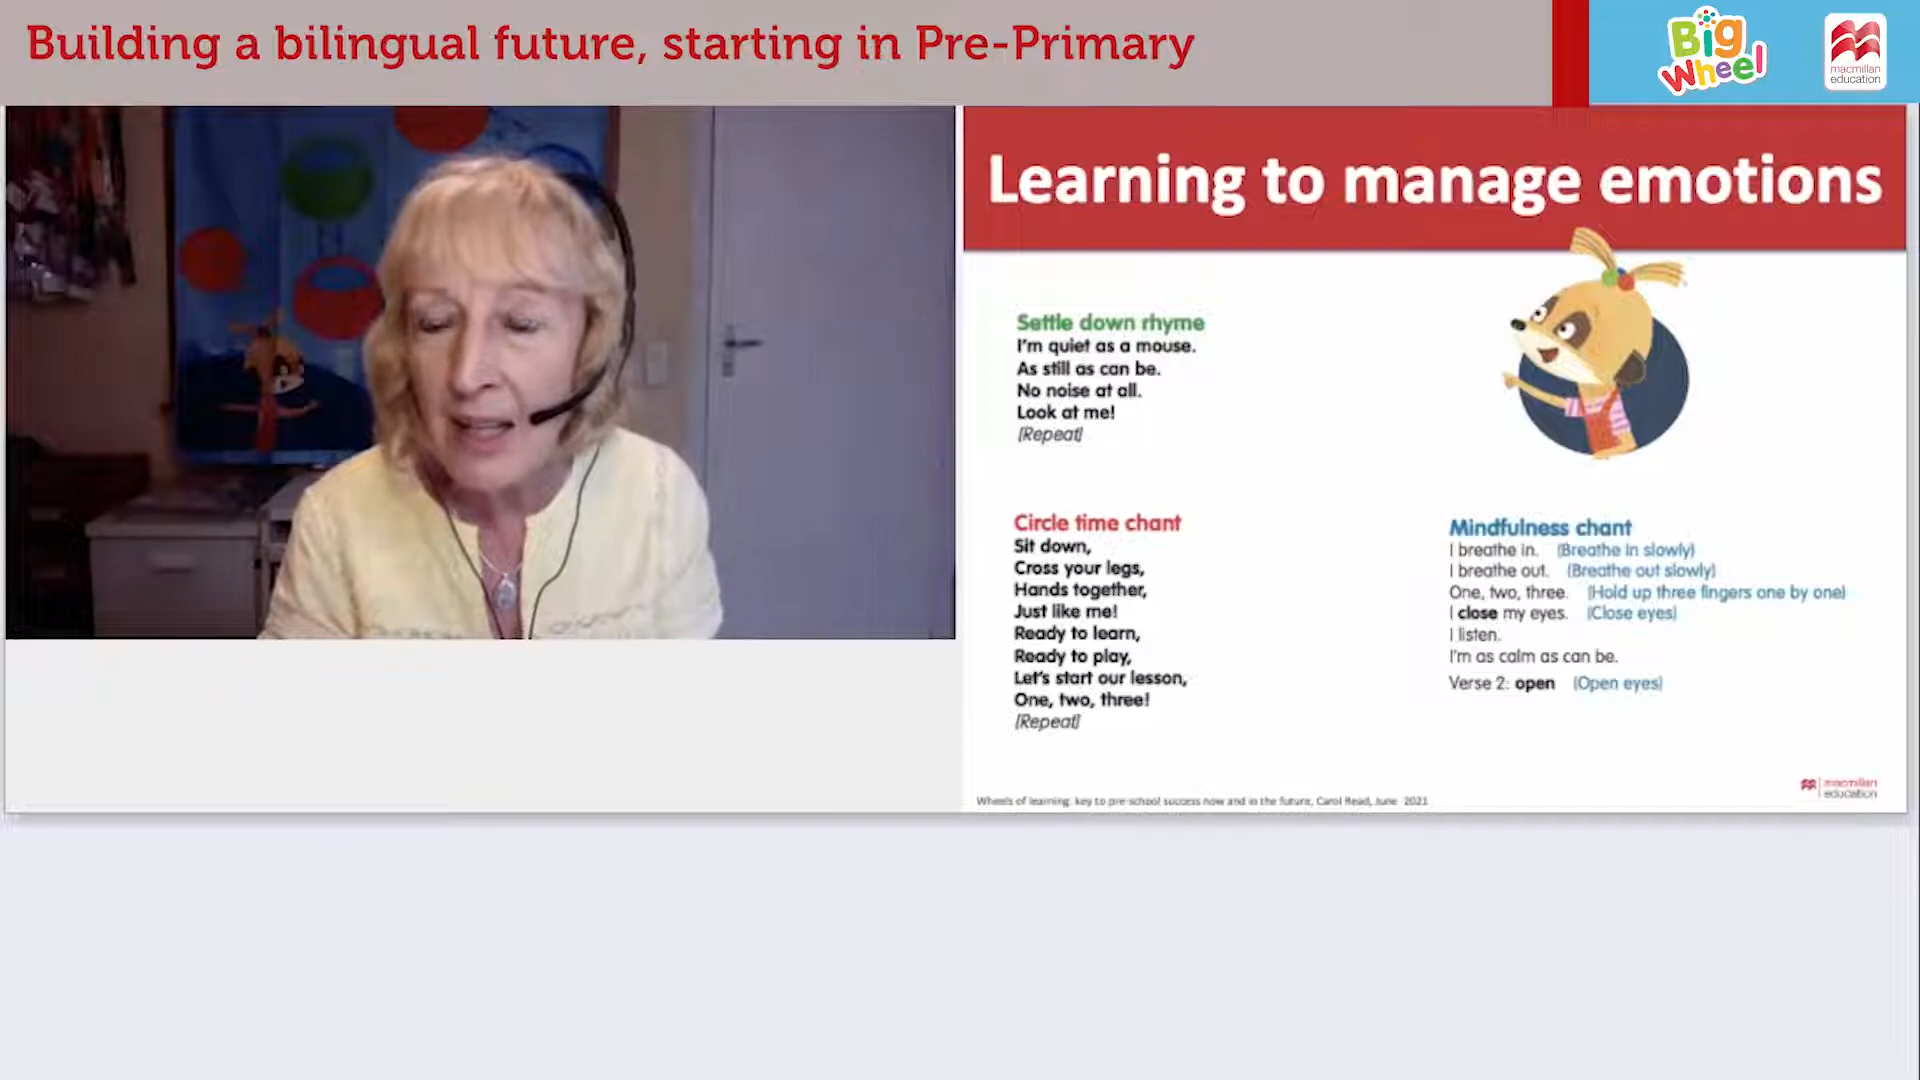 Building a bilingual future, starting in Pre-Primary
Big
Wheel
macmillan
education
Learning to manage emotions
Settle down rhyme
I'm quiet as a mouse.
As still as can be.
No noise at all.
Look at me!
[Repeat]
Circle time chant
Sit down,
Cross your legs,
Hands together,
Just like me!
Ready to learn,
Ready to play,
Let's start our lesson,
One, two, three!
[Repeat]
Mindfulness chant
I breathe in. (Breathe in slowly)
I breathe out. (Breathe out slowly)
One, two, three. (Hold up three fingers one by one)
I close my eyes. (Close eyes)
I listen.
I'm as calm as can be.
Verse 2: open (Open eyes)
Wheels of learning: key to pre-school success now and in the future, Carol Read, June 2021
macmillan
education